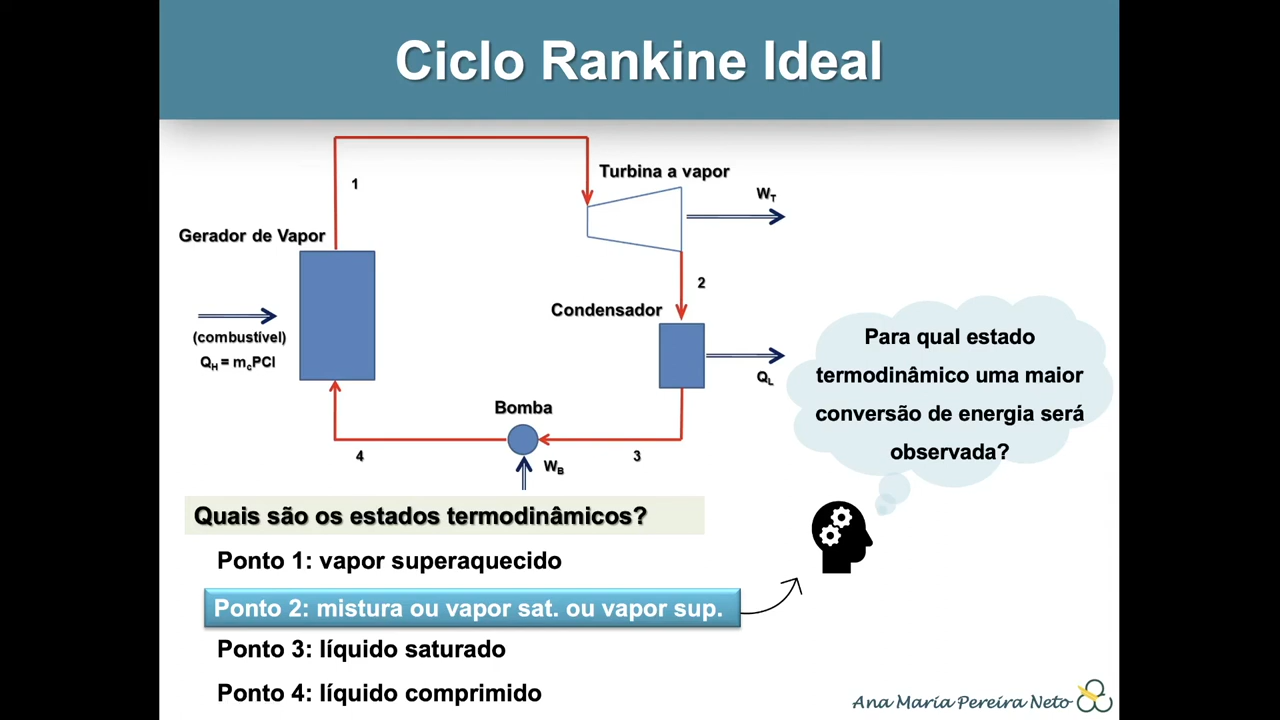 Ciclo Rankine Ideal
Turbina a vapor
1
W_T
Gerador de Vapor
2
Condensador
(combustível)
Q_H = m_cPCI
Q_L
Bomba
4
W_B
3
Para qual estado
termodinâmico uma maior
conversão de energia será
observada?
Quais são os estados termodinâmicos?
Ponto 1: vapor superaquecido
Ponto 2: mistura ou vapor sat. ou vapor sup.
Ponto 3: líquido saturado
Ponto 4: líquido comprimido
Ana Maria Pereira Neto